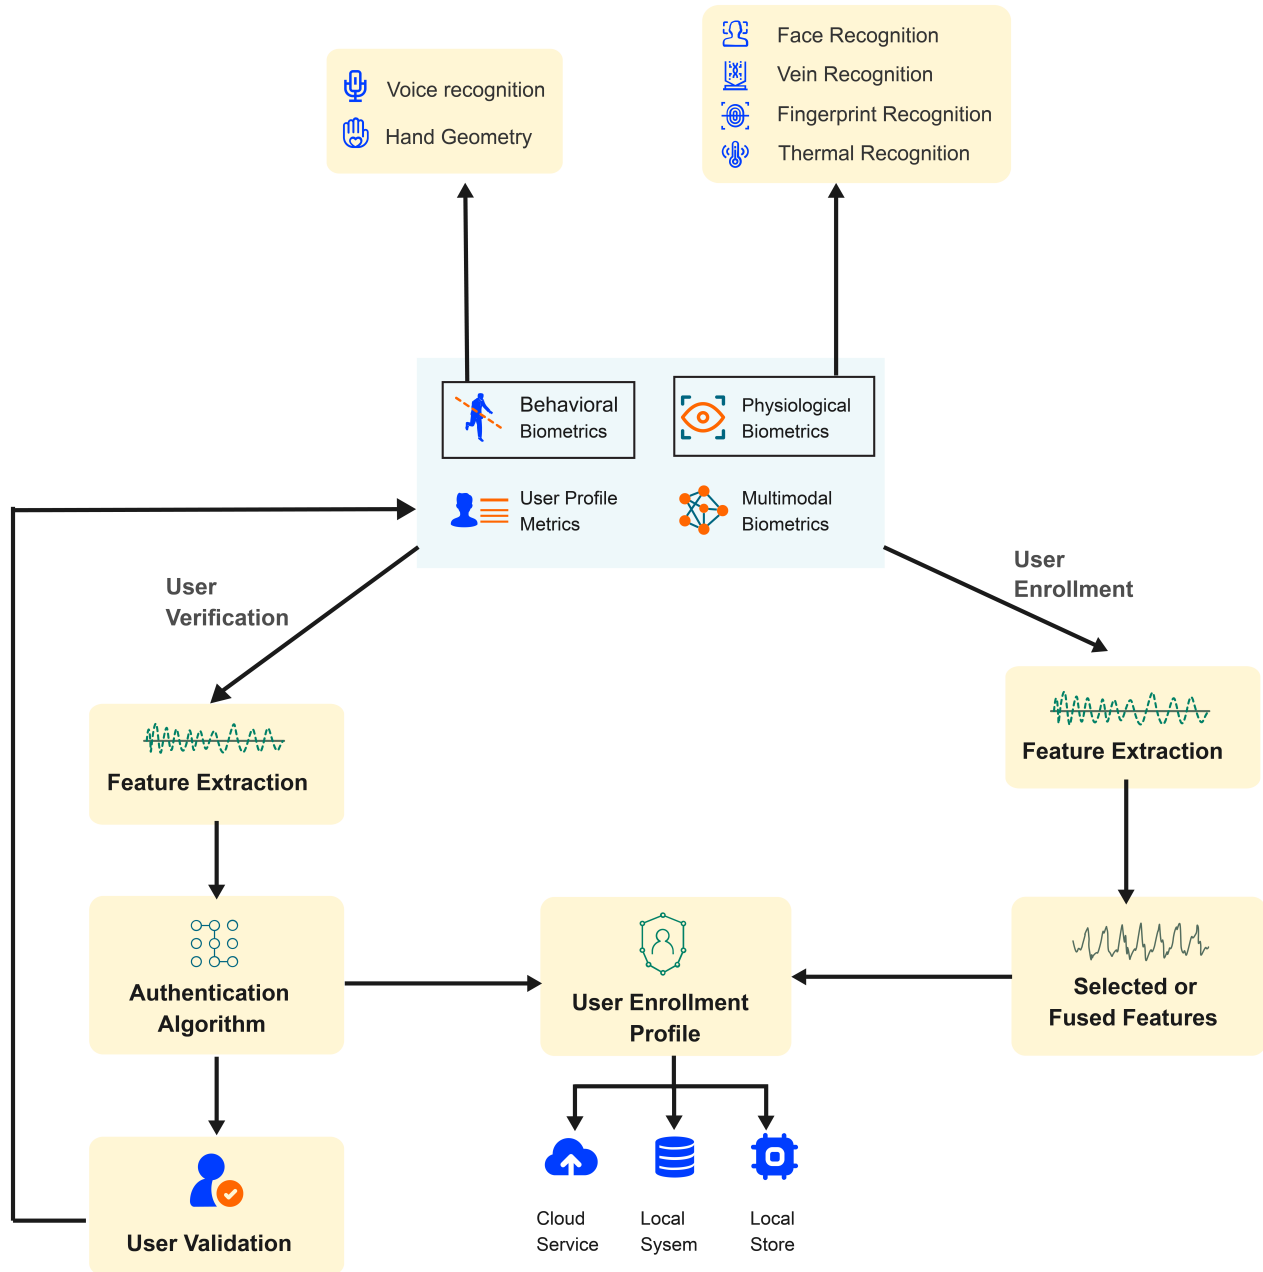 Voice recognition
Hand Geometry
Face Recognition
Vein Recognition
Fingerprint Recognition
Thermal Recognition
Behavioral
Biometrics
Physiological
Biometrics
User Profile
Metrics
Multimodal
Biometrics
User
Verification
User
Enrollment
Feature Extraction
Feature Extraction
Authentication
Algorithm
User Enrollment
Profile
Selected or
Fused Features
User Validation
Cloud
Service
Local
Sysem
Local
Store